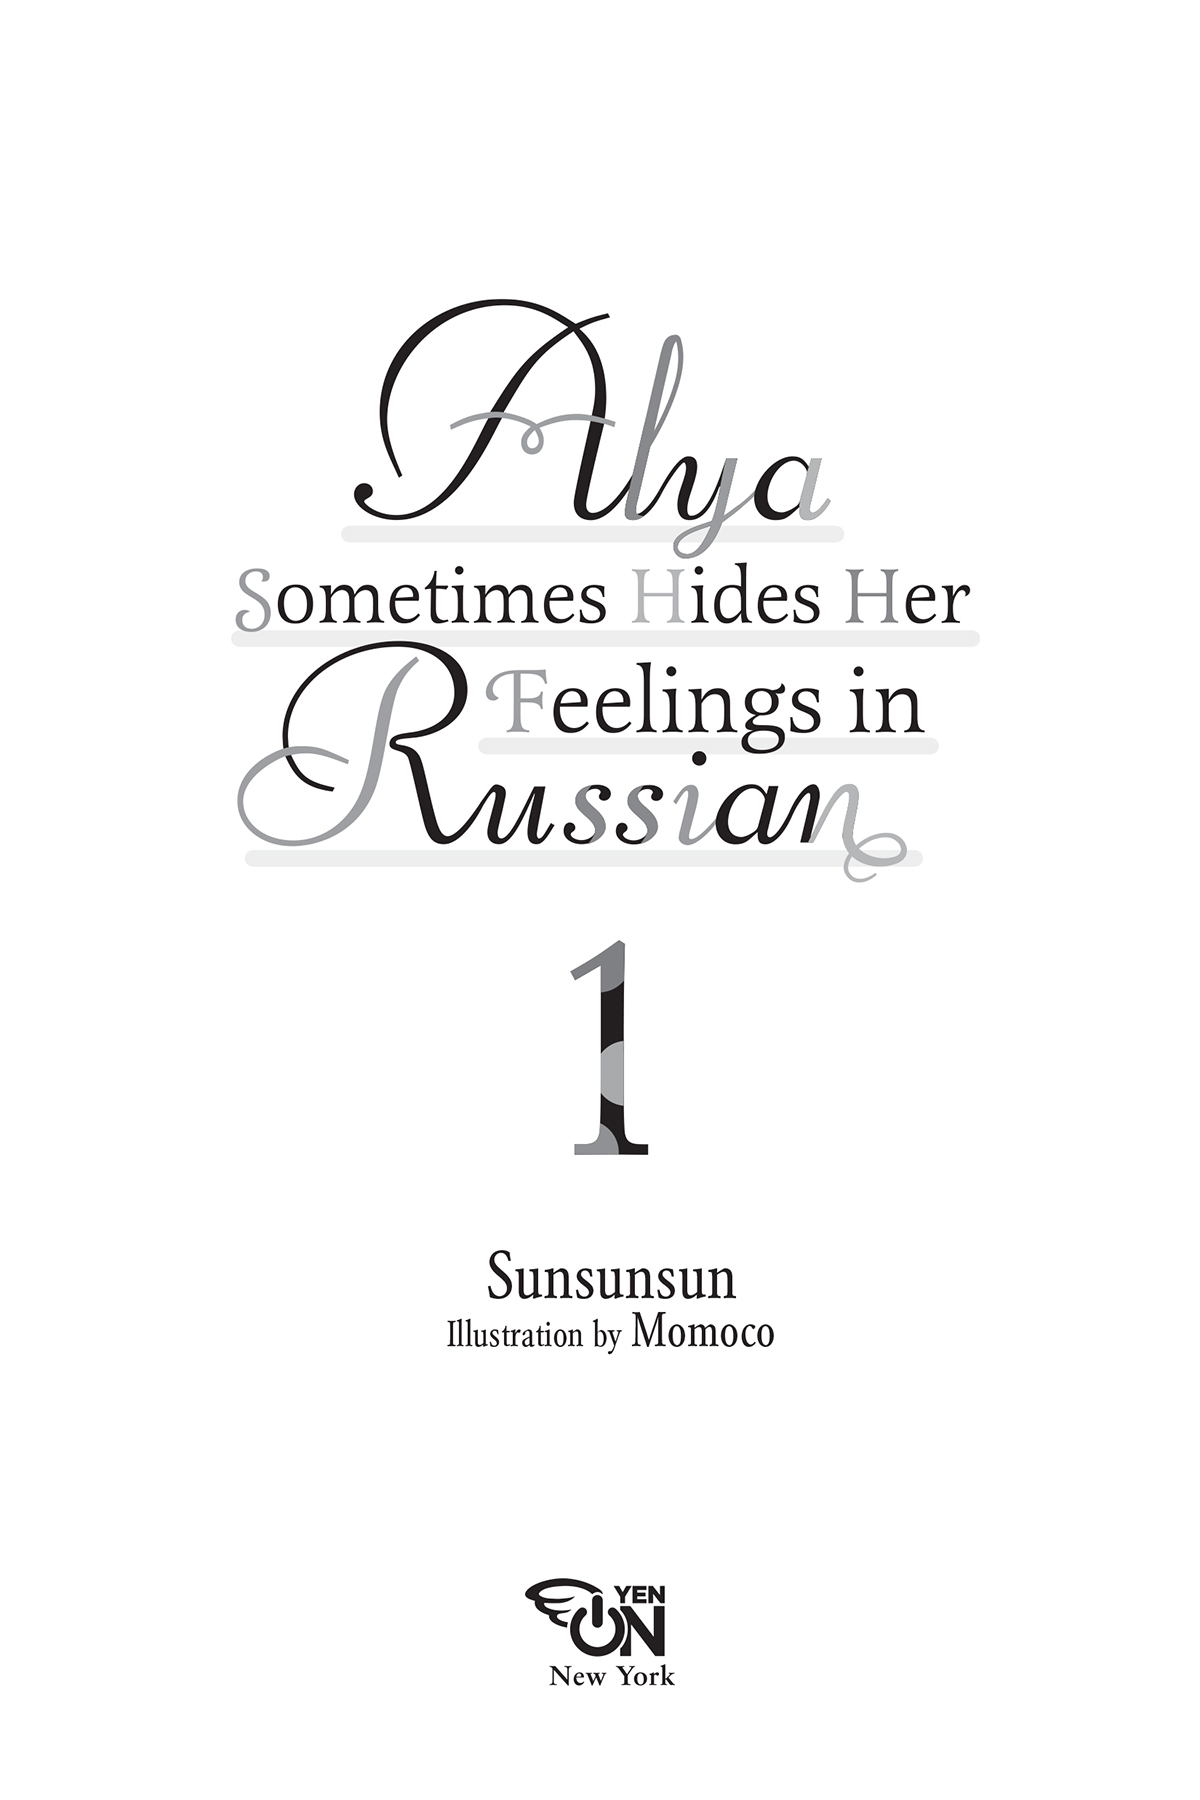 Alya
Sometimes Hides Her
Feelings in
Russian
1
Sunsunsun
Illustration by Momoco
YEN
ON
New York